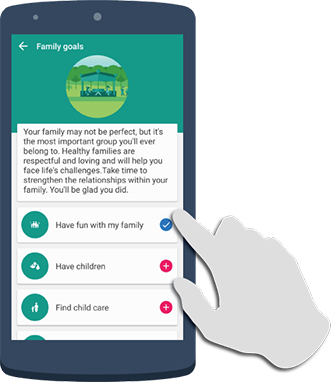 Family goals
Your family may not be perfect, but it's
the most important group you'll ever
belong to. Healthy families are
respectful and loving and will help you
face life's challenges.Take time to
strengthen the relationships within your
family. You'll be glad you did.
Have fun with my family
Have children
Find child care